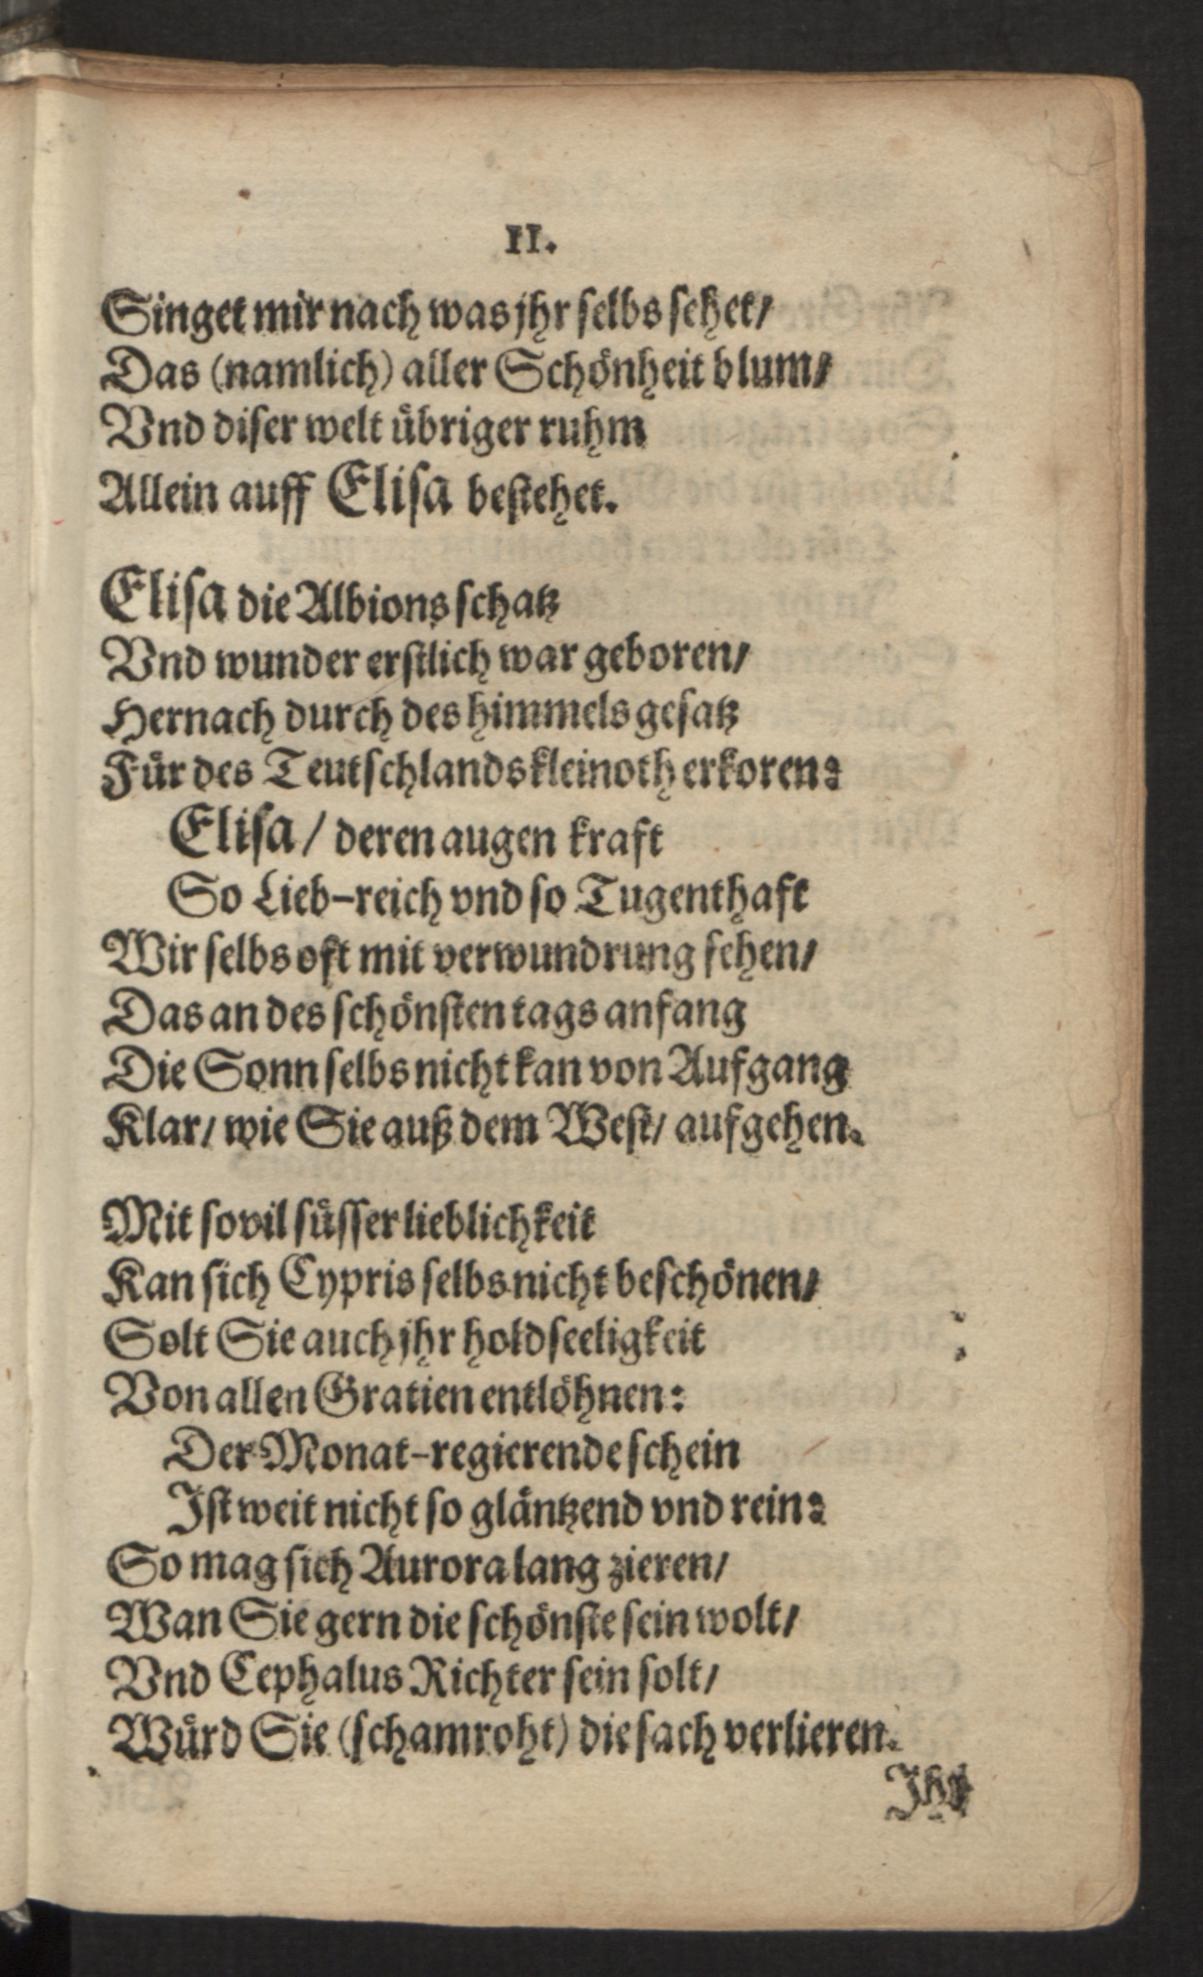 II.
Singet mir nach was jhr selbs sehet/
Das (namlich) aller Schönheit blum/
Vnd diser welt übriger ruhm
Allein auff Elisa bestehet.
Elisa die Albions schatz
Vnd wunder erstlich war geboren/
Hernach durch des himmels gesatz
Für des Teutschlands kleinoth erkoren:
Elisa / deren augen kraft
So Lieb-reich vnd so Tugenthaft
Wir selbs oft mit verwundrung sehen/
Das an des schönsten tags anfang
Die Sonn selbs nicht kan von Aufgang
Klar/ wie Sie auß dem West/ aufgehen.
Mit sovil süsser lieblichkeit
Kan sich Cypris selbs nicht beschönen/
Solt Sie auch jhr holdseeligkeit
Von allen Gratien entlöhnen:
Der Monat-regierende schein
Ist weit nicht so gläntzend vnd rein:
So mag sich Aurora lang zieren/
Wan Sie gern die schönste sein wolt/
Vnd Cephalus Richter sein solt/
Würd Sie (schamroht) die sach verlieren.
Ihr